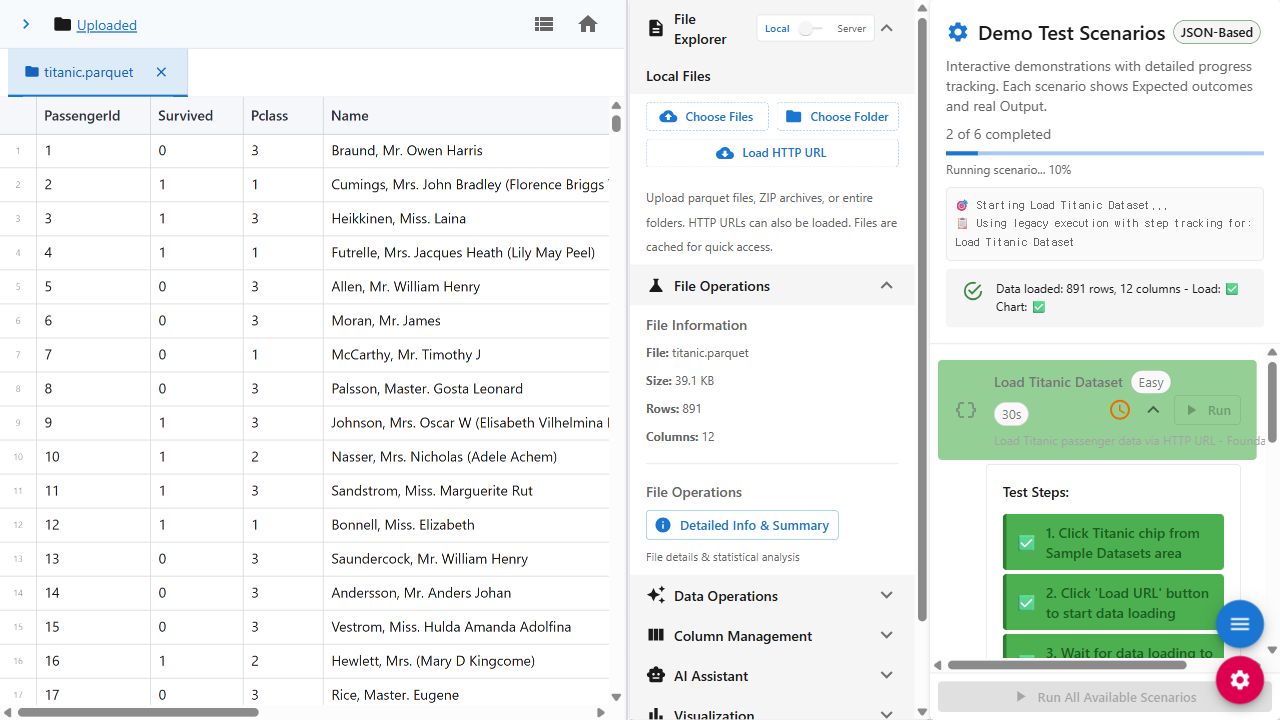 Uploaded
titanic.parquet
PassengerId Survived Pclass Name
1 1 0 3 Braund, Mr. Owen Harris
2 2 1 1 Cumings, Mrs. John Bradley (Florence Briggs
3 3 1 3 Heikkinen, Miss. Laina
4 4 1 1 Futrelle, Mrs. Jacques Heath (Lily May Peel)
5 5 0 3 Allen, Mr. William Henry
6 6 0 3 Moran, Mr. James
7 7 0 1 McCarthy, Mr. Timothy J
8 8 0 3 Palsson, Master. Gosta Leonard
9 9 1 3 Johnson, Mrs. Oscar W (Elisabeth Vilhelmina
10 10 1 2 Nasser, Mrs. Nicholas (Adele Achem)
11 11 1 3 Sandstrom, Miss. Marguerite Rut
12 12 1 1 Bonnell, Miss. Elizabeth
13 13 0 3 Saundercock, Mr. William Henry
14 14 0 3 Andersson, Mr. Anders Johan
15 15 0 3 Vestrom, Miss. Hulda Amanda Adolfina
16 16 1 2 Hewlett, Mrs. (Mary D Kingcome)
17 17 0 3 Rice, Master. Eugene
File Explorer
Local Server
Local Files
Choose Files
Choose Folder
Load HTTP URL
Upload parquet files, ZIP archives, or entire
folders. HTTP URLs can also be loaded. Files are
cached for quick access.
File Operations
File Information
File: titanic.parquet
Size: 39.1 KB
Rows: 891
Columns: 12
File Operations
Detailed Info & Summary
File details & statistical analysis
Data Operations
Column Management
AI Assistant
Visualization
Demo Test Scenarios JSON-Based
Interactive demonstrations with detailed progress
tracking. Each scenario shows Expected outcomes
and real Output.
2 of 6 completed
Running scenario... 10%
Starting Load Titanic Dataset...
Using legacy execution with step tracking for:
Load Titanic Dataset
Data loaded: 891 rows, 12 columns - Load: ✅
Chart: ✅
Load Titanic Dataset Easy
30s
Run
Load Titanic passenger data via HTTP URL - Founda
Test Steps:
1. Click Titanic chip from
Sample Datasets area
2. Click 'Load URL' button
to start data loading
3. Wait for data loading to
Run All Available Scenarios